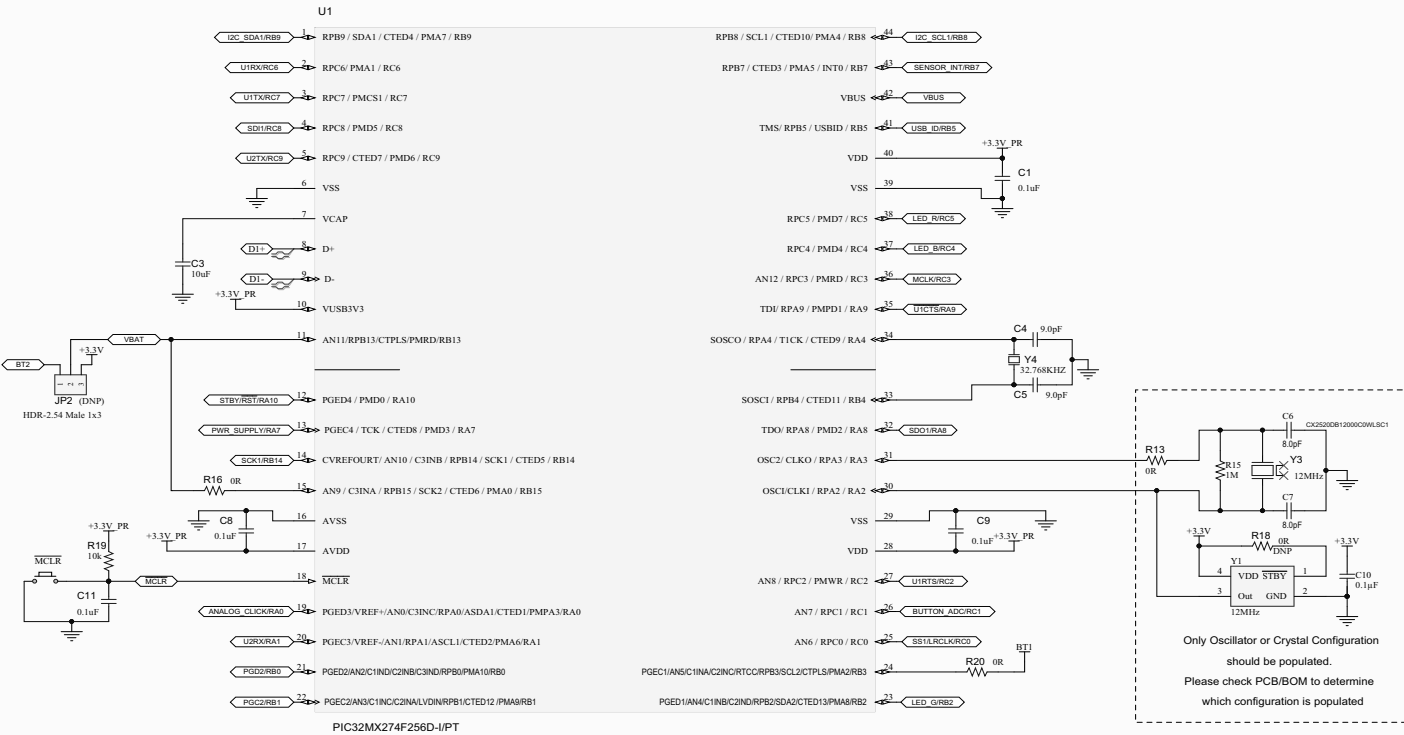 U1
I2C_SDA1/RB9 1 RPB9 / SDA1 / CTED4 / PMA7 / RB9
U1RX/RC6 2 RPC6/ PMA1 / RC6
U1TX/RC7 3 RPC7 / PMCS1 / RC7
SDI1/RC8 4 RPC8 / PMD5 / RC8
U2TX/RC9 5 RPC9 / CTED7 / PMD6 / RC9
6 VSS
7 VCAP
C3
10uF
D1+ 8 D+
D1- 9 D-
+3.3V_PR
10 VUSB3V3
VBAT 11 AN11/RPB13/CTPLS/PMRD/RB13
+3.3V
BT2
1 2 3
JP2 (DNP)
HDR-2.54 Male 1x3
STBY/RST/RA10 12 PGED4 / PMD0 / RA10
PWR_SUPPLY/RA7 13 PGEC4 / TCK / CTED8 / PMD3 / RA7
SCK1/RB14 14 CVREFOURT/ AN10 / C3INB / RPB14 / SCK1 / CTED5 / RB14
R16 0R
15 AN9 / C3INA / RPB15 / SCK2 / CTED6 / PMA0 / RB15
16 AVSS
C8
0.1uF
+3.3V_PR
17 AVDD
+3.3V_PR
R19
10k
MCLR
MCLR 18 MCLR
C11
0.1uF
ANALOG_CLICK/RA0 19 PGED3/VREF+/AN0/C3INC/RPA0/ASDA1/CTED1/PMPA3/RA0
U2RX/RA1 20 PGEC3/VREF-/AN1/RPA1/ASCL1/CTED2/PMA6/RA1
PGD2/RB0 21 PGED2/AN2/C1IND/C2INB/C3IND/RPB0/PMA10/RB0
PGC2/RB1 22 PGEC2/AN3/C1INC/C2INA/LVDIN/RPB1/CTED12 /PMA9/RB1
PIC32MX274F256D-I/PT
RPB8 / SCL1 / CTED10/ PMA4 / RB8 44 I2C_SCL1/RB8
RPB7 / CTED3 / PMA5 / INT0 / RB7 43 SENSOR_INT/RB7
VBUS 42 VBUS
TMS/ RPB5 / USBID / RB5 41 USB_ID/RB5
+3.3V_PR
VDD 40
C1
0.1uF
VSS 39
RPC5 / PMD7 / RC5 38 LED_R/RC5
RPC4 / PMD4 / RC4 37 LED_B/RC4
AN12 / RPC3 / PMRD / RC3 36 MCLK/RC3
TDI/ RPA9 / PMPD1 / RA9 35 U1CTS/RA9
SOSCO / RPA4 / T1CK / CTED9 / RA4 34
C4 9.0pF
Y4
32.768KHZ
C5 9.0pF
SOSCI / RPB4 / CTED11 / RB4 33
TDO/ RPA8 / PMD2 / RA8 32 SDO1/RA8
OSC2/ CLKO / RPA3 / RA3 31
OSCI/CLKI / RPA2 / RA2 30
VSS 29
C9
0.1uF
+3.3V_PR
VDD 28
AN8 / RPC2 / PMWR / RC2 27 U1RTS/RC2
AN7 / RPC1 / RC1 26 BUTTON_ADC/RC1
AN6 / RPC0 / RC0 25 SS1/LRCLK/RC0
BT1
R20 0R
PGEC1/AN5/C1INA/C2INC/RTCC/RPB3/SCL2/CTPLS/PMA2/RB3 24
PGED1/AN4/C1INB/C2IND/RPB2/SDA2/CTED13/PMA8/RB2 23 LED_G/RB2
R13
0R
C6
8.0pF
CX2520DB12000C0WLSC1
R15
1M
Y3
12MHz
C7
8.0pF
+3.3V
R18 0R
DNP
+3.3V
Y1
4 VDD STBY 1
3 Out GND 2
12MHz
C10
0.1µF
Only Oscillator or Crystal Configuration
should be populated.
Please check PCB/BOM to determine
which configuration is populated